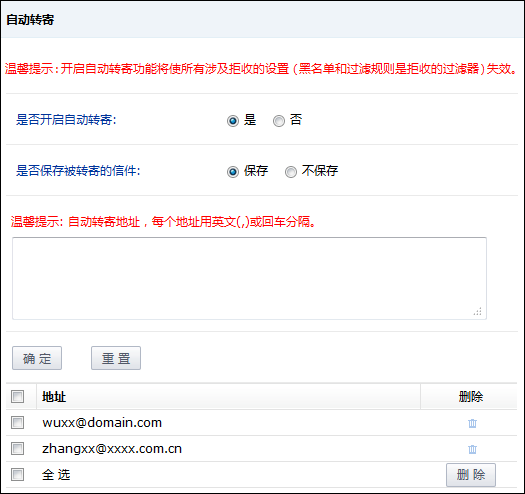 自动转寄
温馨提示:开启自动转寄功能将使所有涉及拒收的设置(黑名单和过滤规则是拒收的过滤器)失效。
是否开启自动转寄: 是 否
是否保存被转寄的信件: 保存 不保存
温馨提示: 自动转寄地址，每个地址用英文(,)或回车分隔。
确 定 重 置
地址 删除
wuxx@domain.com
zhangxx@xxxx.com.cn
全 选 删 除